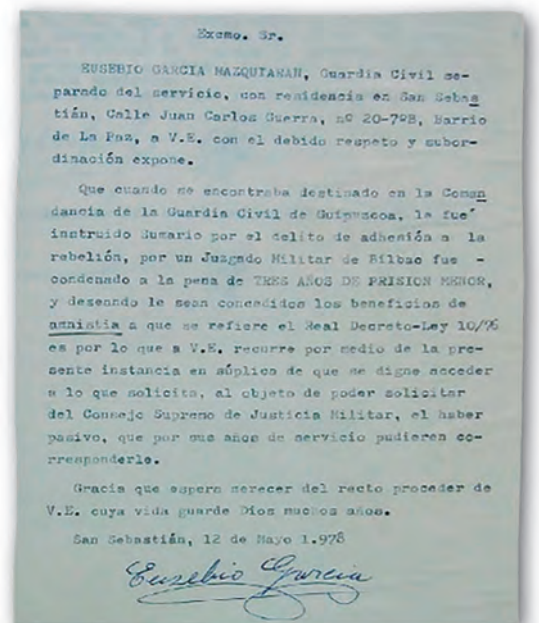 Excmo. Sr.
EUSEBIO GARCIA MAZQUIARAN, Guardia Civil se-
parado del servicio, con residencia en San Sebas
tián, Calle Juan Carlos Guerra, nº 20-7ºB, Barrio
de La Paz, a V.E. con el debido respeto y subor-
dinación expone.
Que cuando se encontraba destinado en la Coman
dancia de la Guardia Civil de Guipuzcoa, le fue
instruido Sumario por el delito de adhesión a la
rebelión, por un Juzgado Militar de Bilbao fue -
condenado a la pena de TRES AÑOS DE PRISION MENOR,
y deseando le sean concedidos los beneficios de
amnistia a que se refiere el Real Decreto-Ley 10/76
es por lo que a V.E. recurre por medio de la pre-
sente instancia en súplica de que se digne acceder
a lo que solicita, al objeto de poder solicitar
del Consejo Supremo de Justicia Militar, el haber
pasivo, que por sus años de servicio pudieren co-
rresponderle.
Gracia que espera merecer del recto proceder de
V.E. cuya vida guarde Dios muchos años.
San Sebastián, 12 de Mayo 1.978
Eusebio Garcia